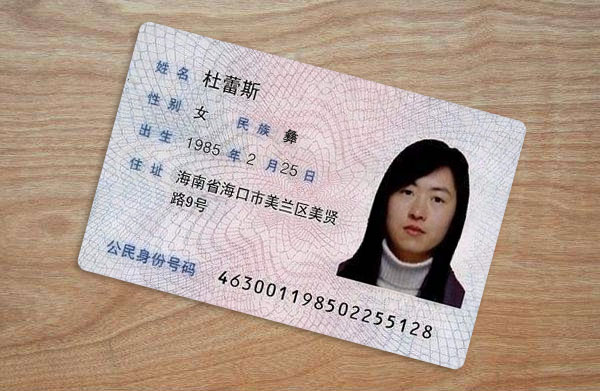 姓名 杜蕾斯
性别 女 民族 彝
出生 1985 年 2 月 25 日
住址 海南省海口市美兰区美贤
路9号
公民身份号码 463001198502255128